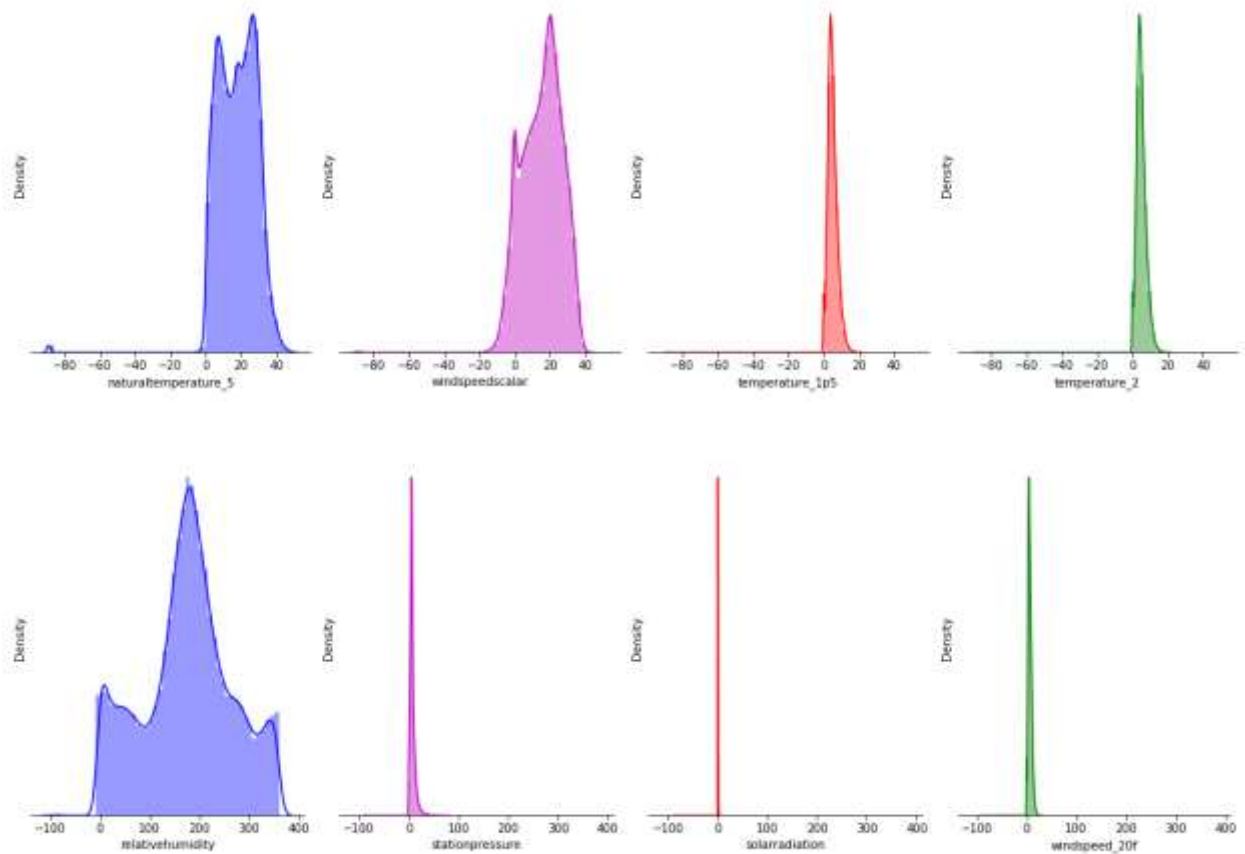 Density Density Density Density
−80 −60 −40 −20 0 20 40 −80 −60 −40 −20 0 20 40 −80 −60 −40 −20 0 20 40 −80 −60 −40 −20 0 20 40
naturaltemperature_5 windspeedscalar temperature_1p5 temperature_2
Density Density Density Density
−100 0 100 200 300 400 −100 0 100 200 300 400 −100 0 100 200 300 400 −100 0 100 200 300 400
relativehumidity stationpressure solarradiation windspeed_20f